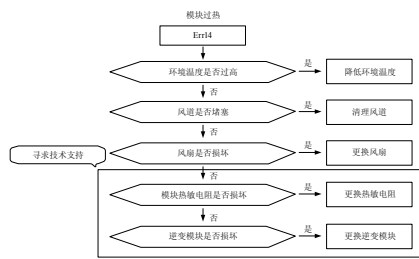 模块过热
Err14
环境温度是否过高
是
降低环境温度
否
风道是否堵塞
是
清理风道
否
寻求技术支持
风扇是否损坏
是
更换风扇
否
模块热敏电阻是否损坏
是
更换热敏电阻
否
逆变模块是否损坏
是
更换逆变模块